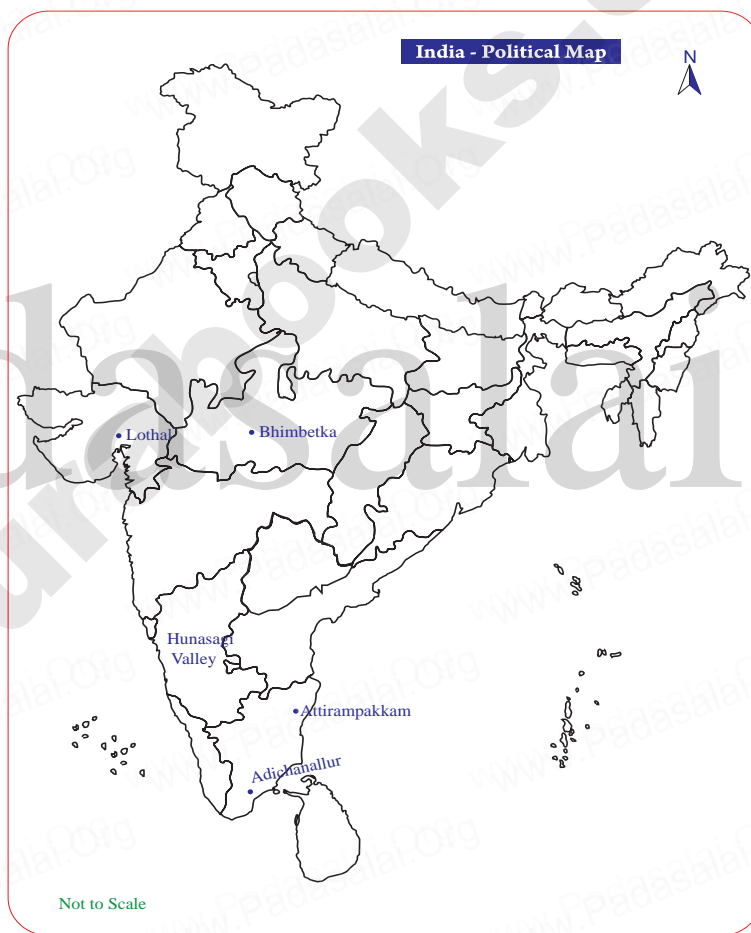 India - Political Map
N
Lothal
Bhimbetka
Hunasagi
Valley
Attirampakkam
Adichanallur
Not to Scale